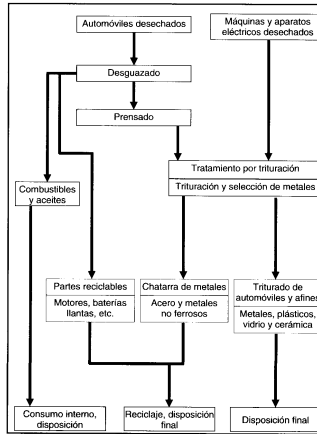 Automóviles desechados
Máquinas y aparatos
eléctricos desechados
Desguazado
Prensado
Tratamiento por trituración
Trituración y selección de metales
Combustibles
y aceites
Partes reciclables
Motores, baterías
llantas, etc.
Chatarra de metales
Acero y metales
no ferrosos
Triturado de
automóviles y afines
Metales, plásticos,
vidrio y cerámica
Consumo interno,
disposición
Reciclaje, disposición
final
Disposición final